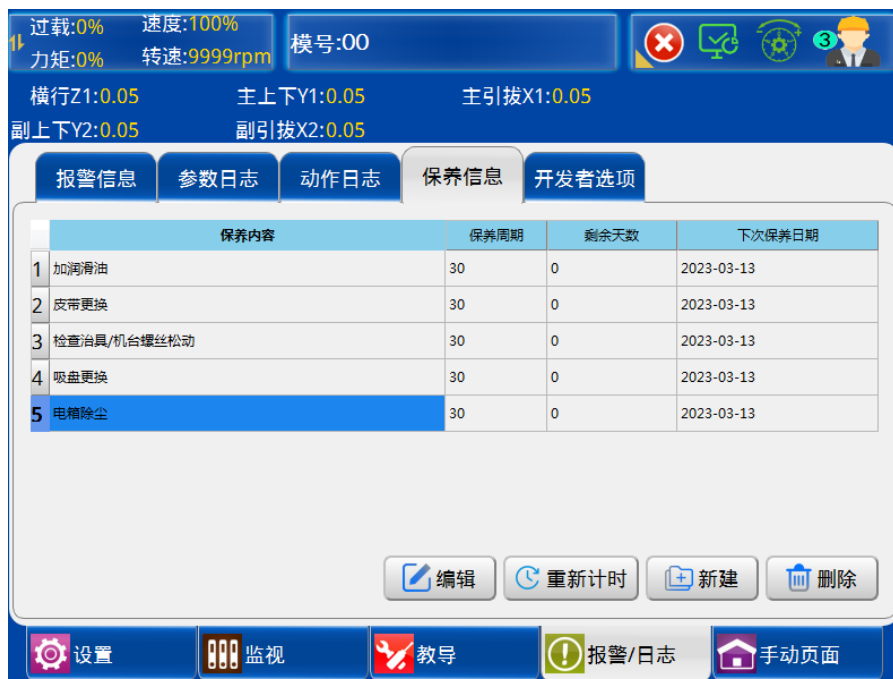 过载:0% 速度:100%
模号:00
3
力矩:0% 转速:9999rpm
横行Z1:0.05 主上下Y1:0.05 主引拔X1:0.05
副上下Y2:0.05 副引拔X2:0.05
报警信息 参数日志 动作日志 保养信息 开发者选项
保养内容 保养周期 剩余天数 下次保养日期
1 加润滑油 30 0 2023-03-13
2 皮带更换 30 0 2023-03-13
3 检查治具/机台螺丝松动 30 0 2023-03-13
4 吸盘更换 30 0 2023-03-13
5 电箱除尘 30 0 2023-03-13
编辑 重新计时 新建 删除
设置 监视 教导 报警/日志 手动页面